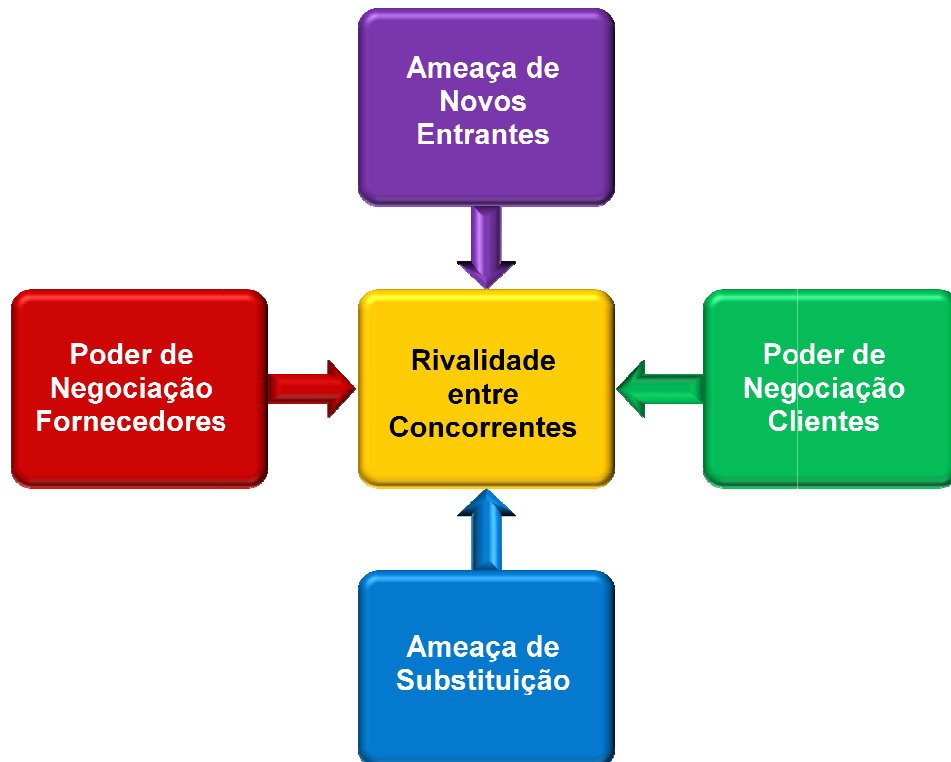 Ameaça de
Novos
Entrantes
Poder de
Negociação
Fornecedores
Rivalidade
entre
Concorrentes
Poder de
Negociação
Clientes
Ameaça de
Substituição